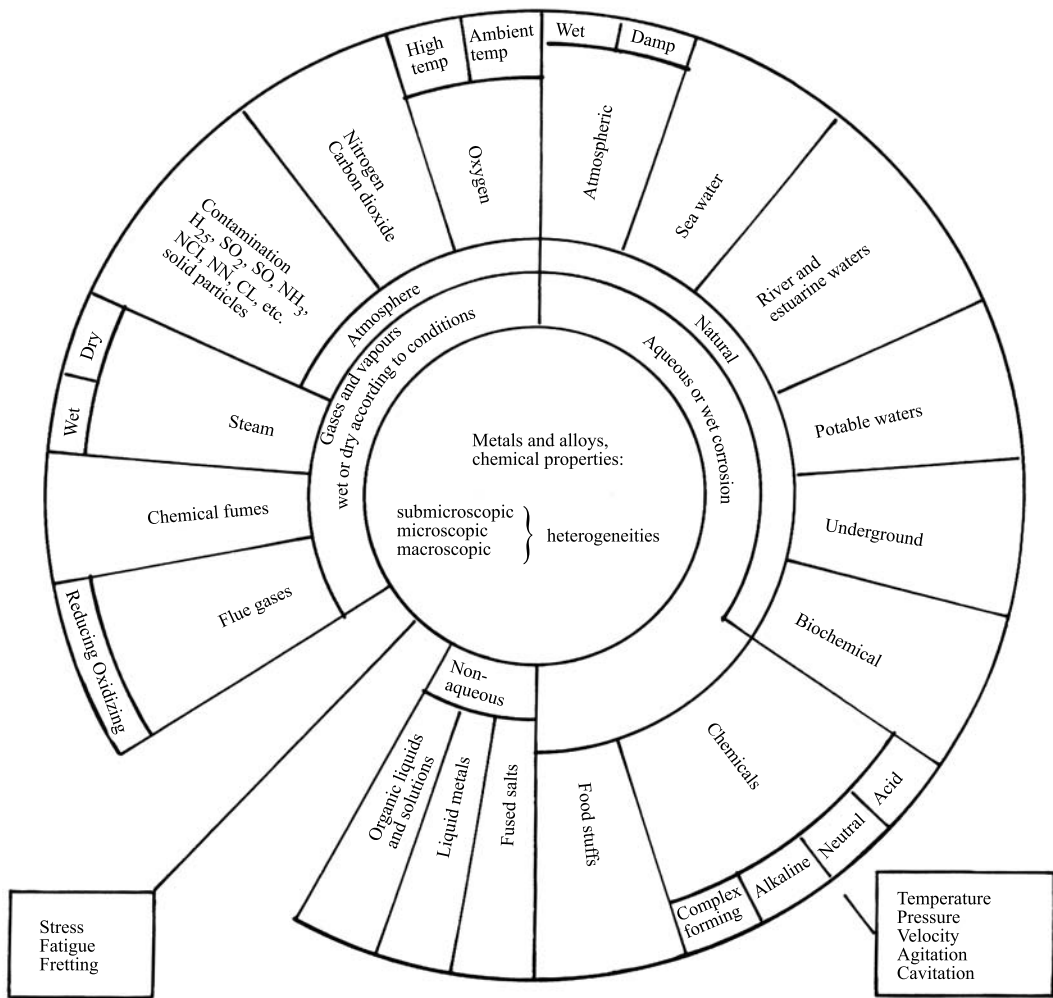 High
temp
Ambient
temp
Wet
Damp
Nitrogen
Carbon dioxide
Oxygen
Atmospheric
Sea water
Contamination
H25, SO2, SO, NH3,
NCI, NN, CL, etc.
solid particles
River and
estuarine waters
Atmosphere
Gases and vapours
wet or dry according to conditions
Natural
Aqueous or wet corrosion
Dry
Wet
Steam
Potable waters
Metals and alloys,
chemical properties:
submicroscopic
microscopic
macroscopic
} heterogeneities
Chemical fumes
Underground
Flue gases
Reducing Oxidizing
Biochemical
Non-
aqueous
Organic liquids
and solutions
Liquid metals
Fused salts
Food stuffs
Chemicals
Complex
forming
Alkaline
Neutral
Acid
Stress
Fatigue
Fretting
Temperature
Pressure
Velocity
Agitation
Cavitation